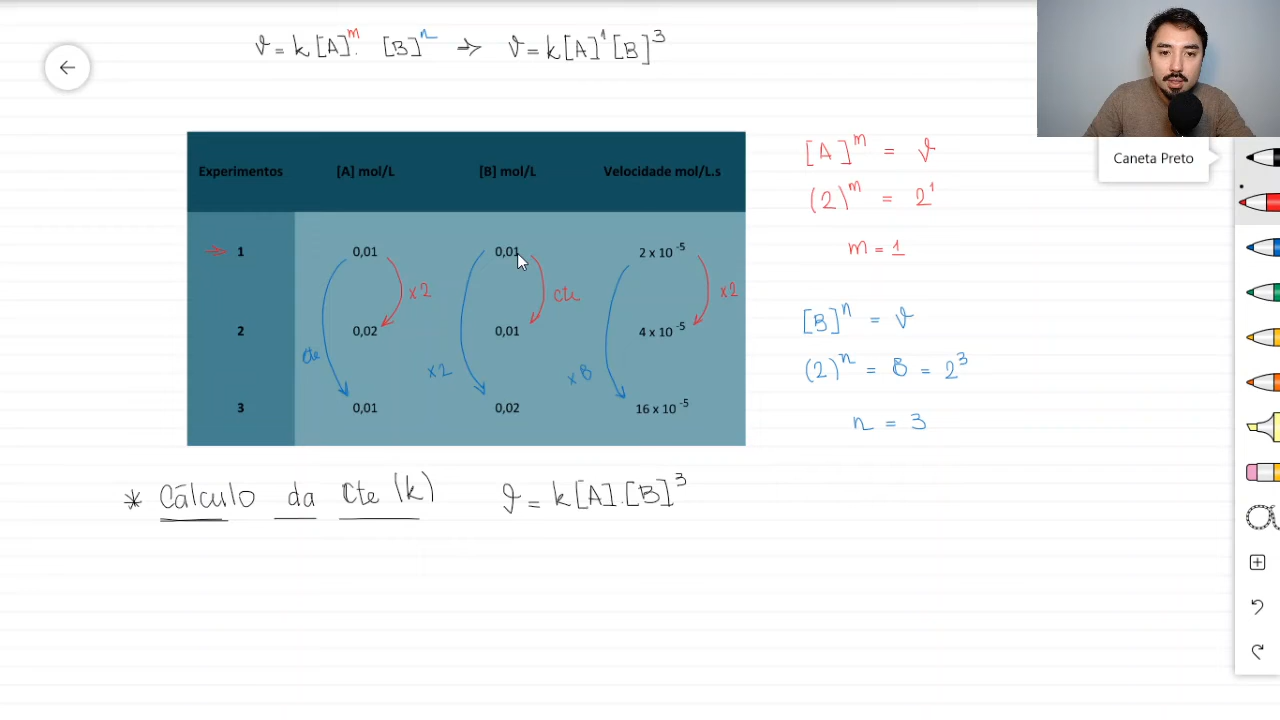 v = k [A]^m . [B]^n ⇒ v = k [A]^1 [B]^3
Caneta Preto
Experimentos [A] mol/L [B] mol/L Velocidade mol/L.s
1 0,01 0,01 2 x 10^-5
x2 cte x2
2 0,02 0,01 4 x 10^-5
cte x2 x8
3 0,01 0,02 16 x 10^-5
[A]^m = v
(2)^m = 2^1
m = 1
[B]^n = v
(2)^n = 8 = 2^3
n = 3
* Cálculo da Cte (k) v = k [A] . [B]^3